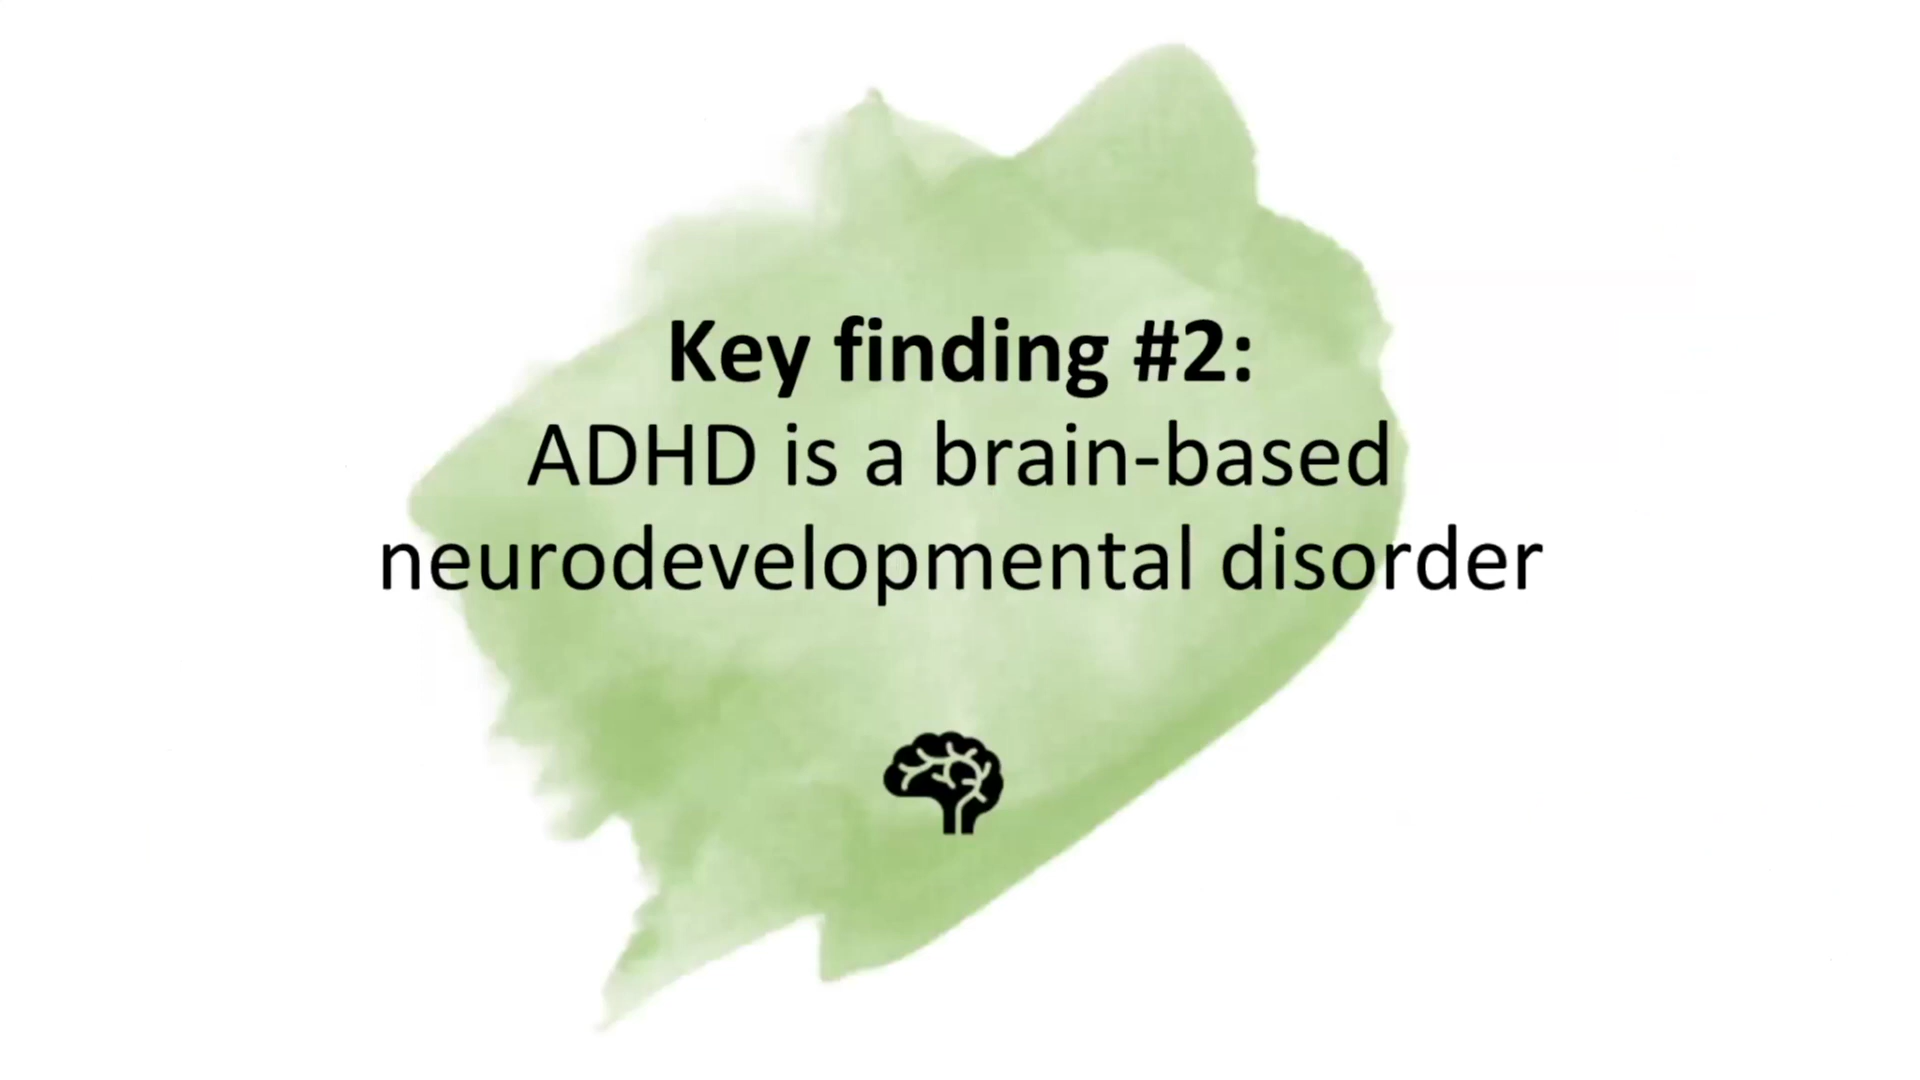 Key finding #2:
ADHD is a brain-based
neurodevelopmental disorder